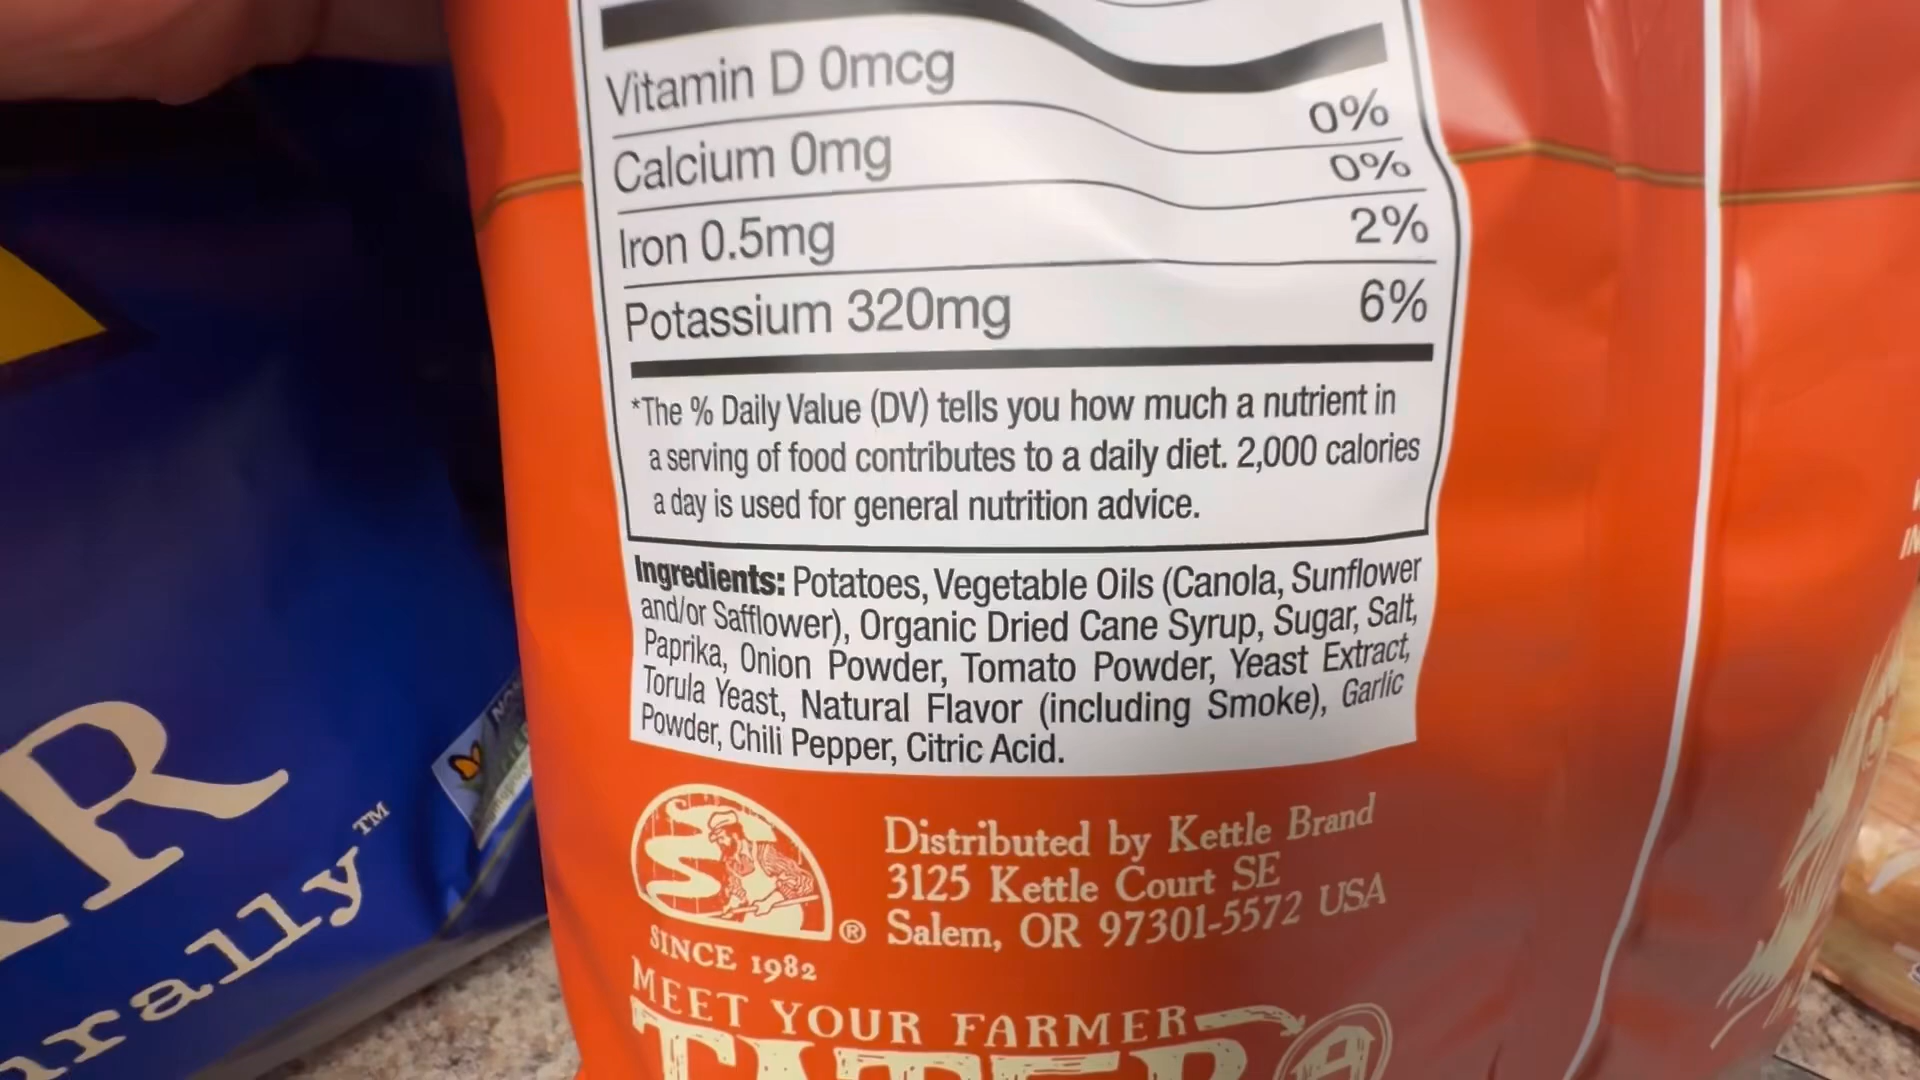 Vitamin D 0mcg 0%
Calcium 0mg 0%
Iron 0.5mg 2%
Potassium 320mg 6%
*The % Daily Value (DV) tells you how much a nutrient in
a serving of food contributes to a daily diet. 2,000 calories
a day is used for general nutrition advice.
Ingredients: Potatoes, Vegetable Oils (Canola, Sunflower
and/or Safflower), Organic Dried Cane Syrup, Sugar, Salt,
Paprika, Onion Powder, Tomato Powder, Yeast Extract,
Torula Yeast, Natural Flavor (including Smoke), Garlic
Powder, Chili Pepper, Citric Acid.
Distributed by Kettle Brand
3125 Kettle Court SE
® Salem, OR 97301-5572 USA
SINCE 1982
MEET YOUR FARMER
R
rally™